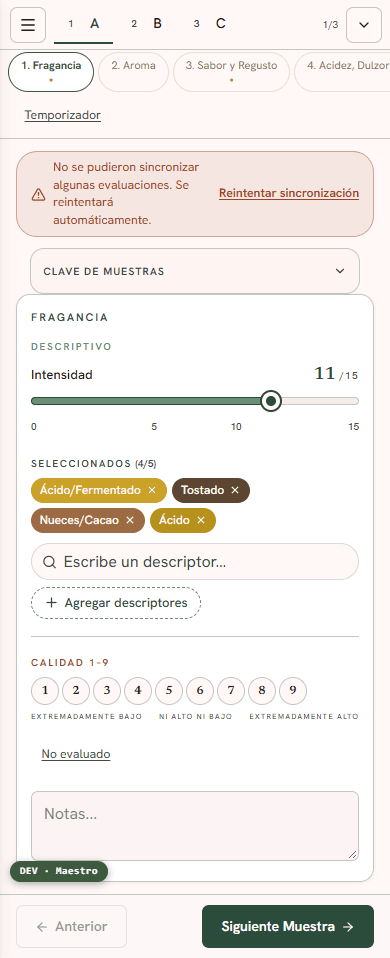 1 A 2 B 3 C 1/3
1. Fragancia 2. Aroma 3. Sabor y Regusto 4. Acidez, Dulzor
Temporizador
No se pudieron sincronizar
algunas evaluaciones. Se
reintentará
automáticamente.
Reintentar sincronización
CLAVE DE MUESTRAS
FRAGANCIA
DESCRIPTIVO
Intensidad 11 /15
0 5 10 15
SELECCIONADOS (4/5)
Ácido/Fermentado × Tostado ×
Nueces/Cacao × Ácido ×
Escribe un descriptor...
+ Agregar descriptores
CALIDAD 1-9
1 2 3 4 5 6 7 8 9
EXTREMADAMENTE BAJO NI ALTO NI BAJO EXTREMADAMENTE ALTO
No evaluado
Notas...
DEV · Maestro
← Anterior Siguiente Muestra →